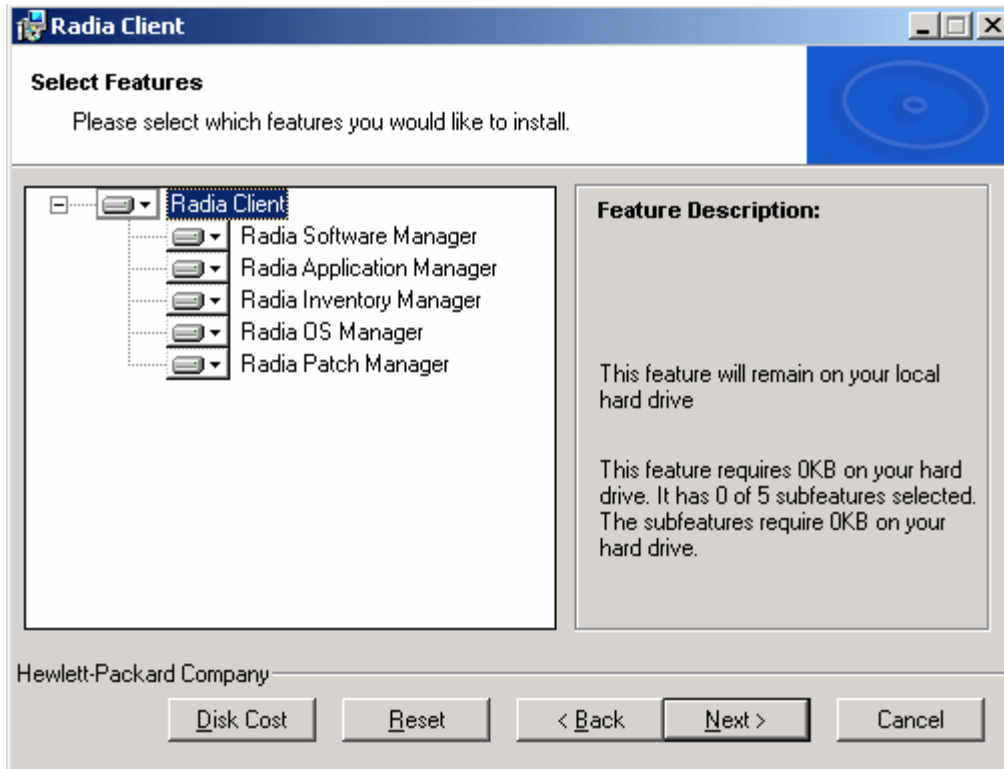 Radia Client
Select Features
Please select which features you would like to install.
Radia Client
Radia Software Manager
Radia Application Manager
Radia Inventory Manager
Radia OS Manager
Radia Patch Manager
Feature Description:
This feature will remain on your local
hard drive
This feature requires 0KB on your hard
drive. It has 0 of 5 subfeatures selected.
The subfeatures require 0KB on your
hard drive.
Hewlett-Packard Company
Disk Cost
Reset
< Back
Next >
Cancel